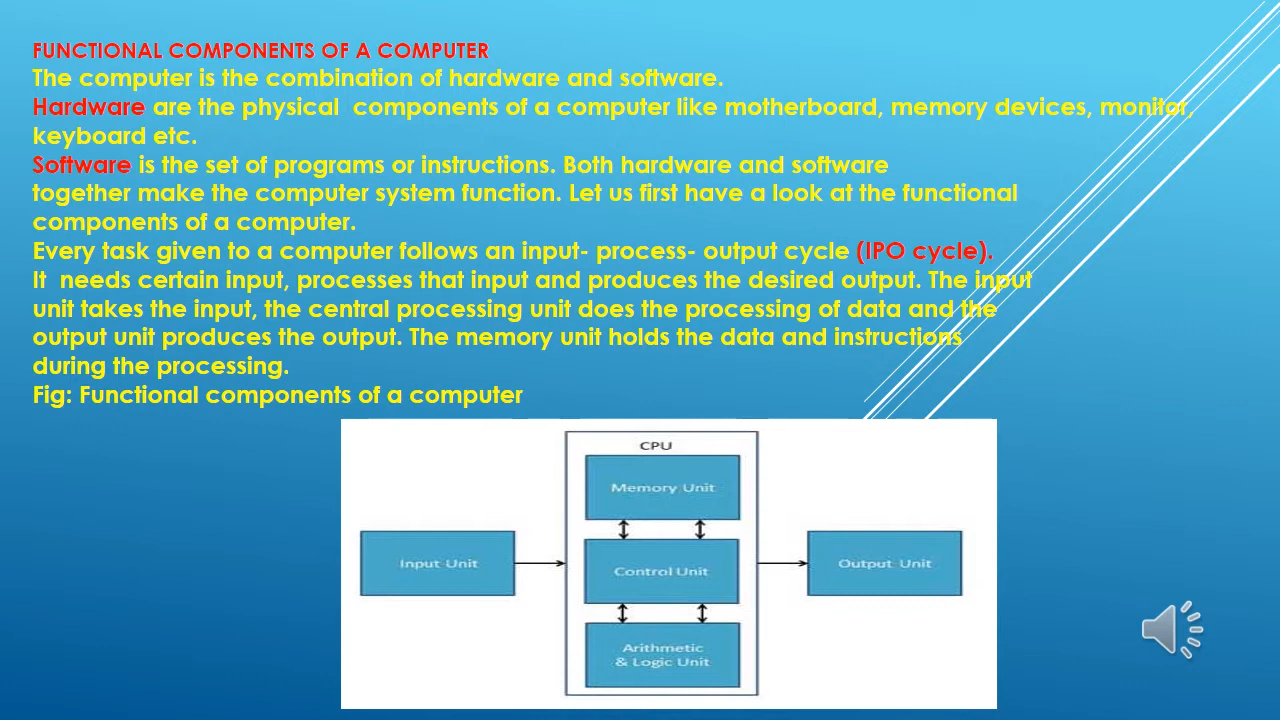 FUNCTIONAL COMPONENTS OF A COMPUTER
The computer is the combination of hardware and software.
Hardware are the physical  components of a computer like motherboard, memory devices, monitor,
keyboard etc.
Software is the set of programs or instructions. Both hardware and software
together make the computer system function. Let us first have a look at the functional
components of a computer.
Every task given to a computer follows an input- process- output cycle (IPO cycle).
It  needs certain input, processes that input and produces the desired output. The input
unit takes the input, the central processing unit does the processing of data and the
output unit produces the output. The memory unit holds the data and instructions
during the processing.
Fig: Functional components of a computer
CPU
Memory Unit
Input Unit
Control Unit
Output Unit
Arithmetic
& Logic Unit